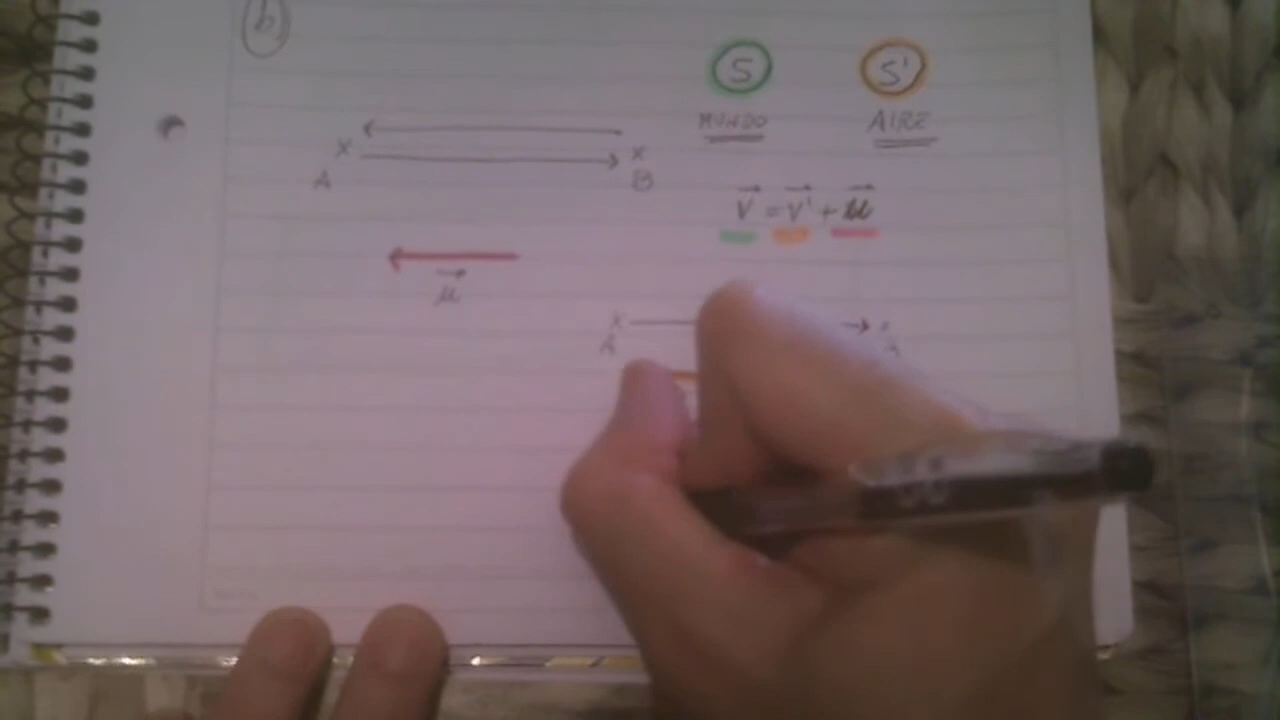 b)
S S'
MUNDO AIRE
x x
A B
v = v' + u
u
x
A